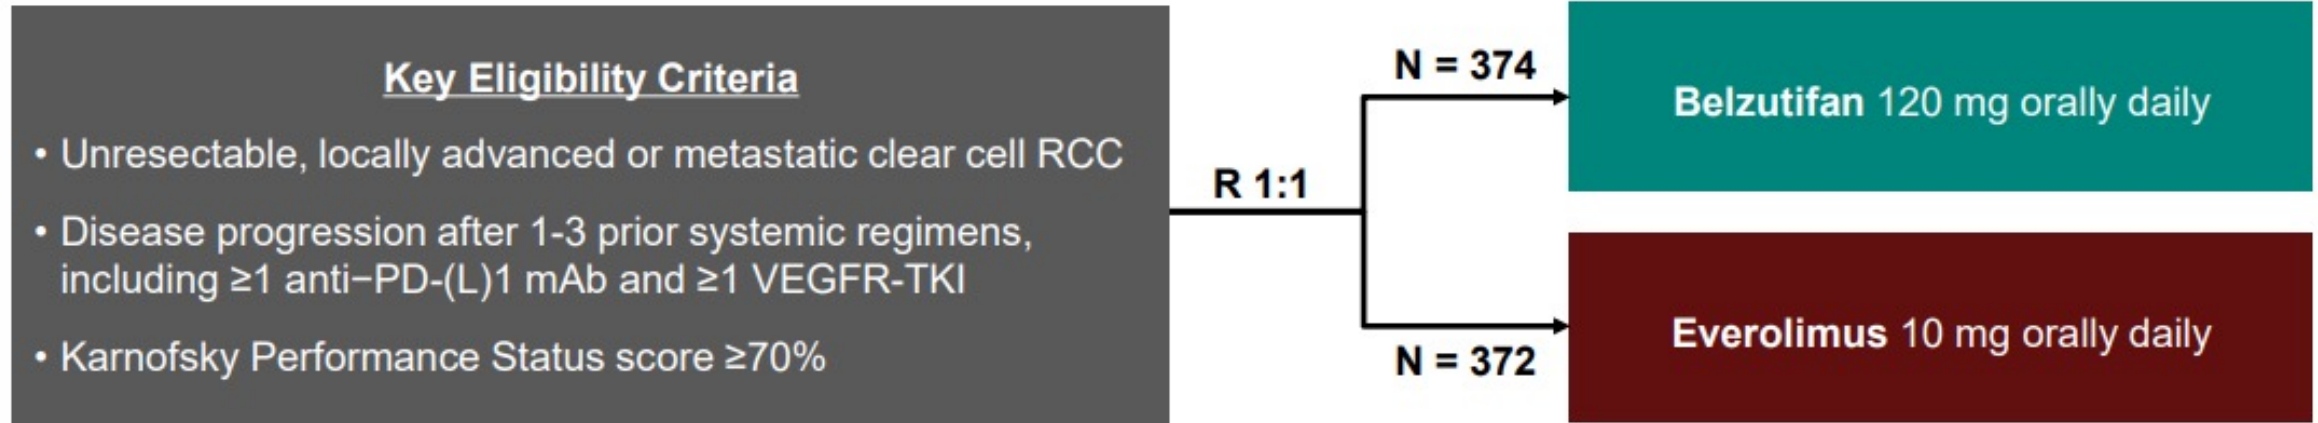 Key Eligibility Criteria
• Unresectable, locally advanced or metastatic clear cell RCC
• Disease progression after 1-3 prior systemic regimens,
including ≥1 anti−PD-(L)1 mAb and ≥1 VEGFR-TKI
• Karnofsky Performance Status score ≥70%
R 1:1
N = 374
Belzutifan 120 mg orally daily
N = 372
Everolimus 10 mg orally daily